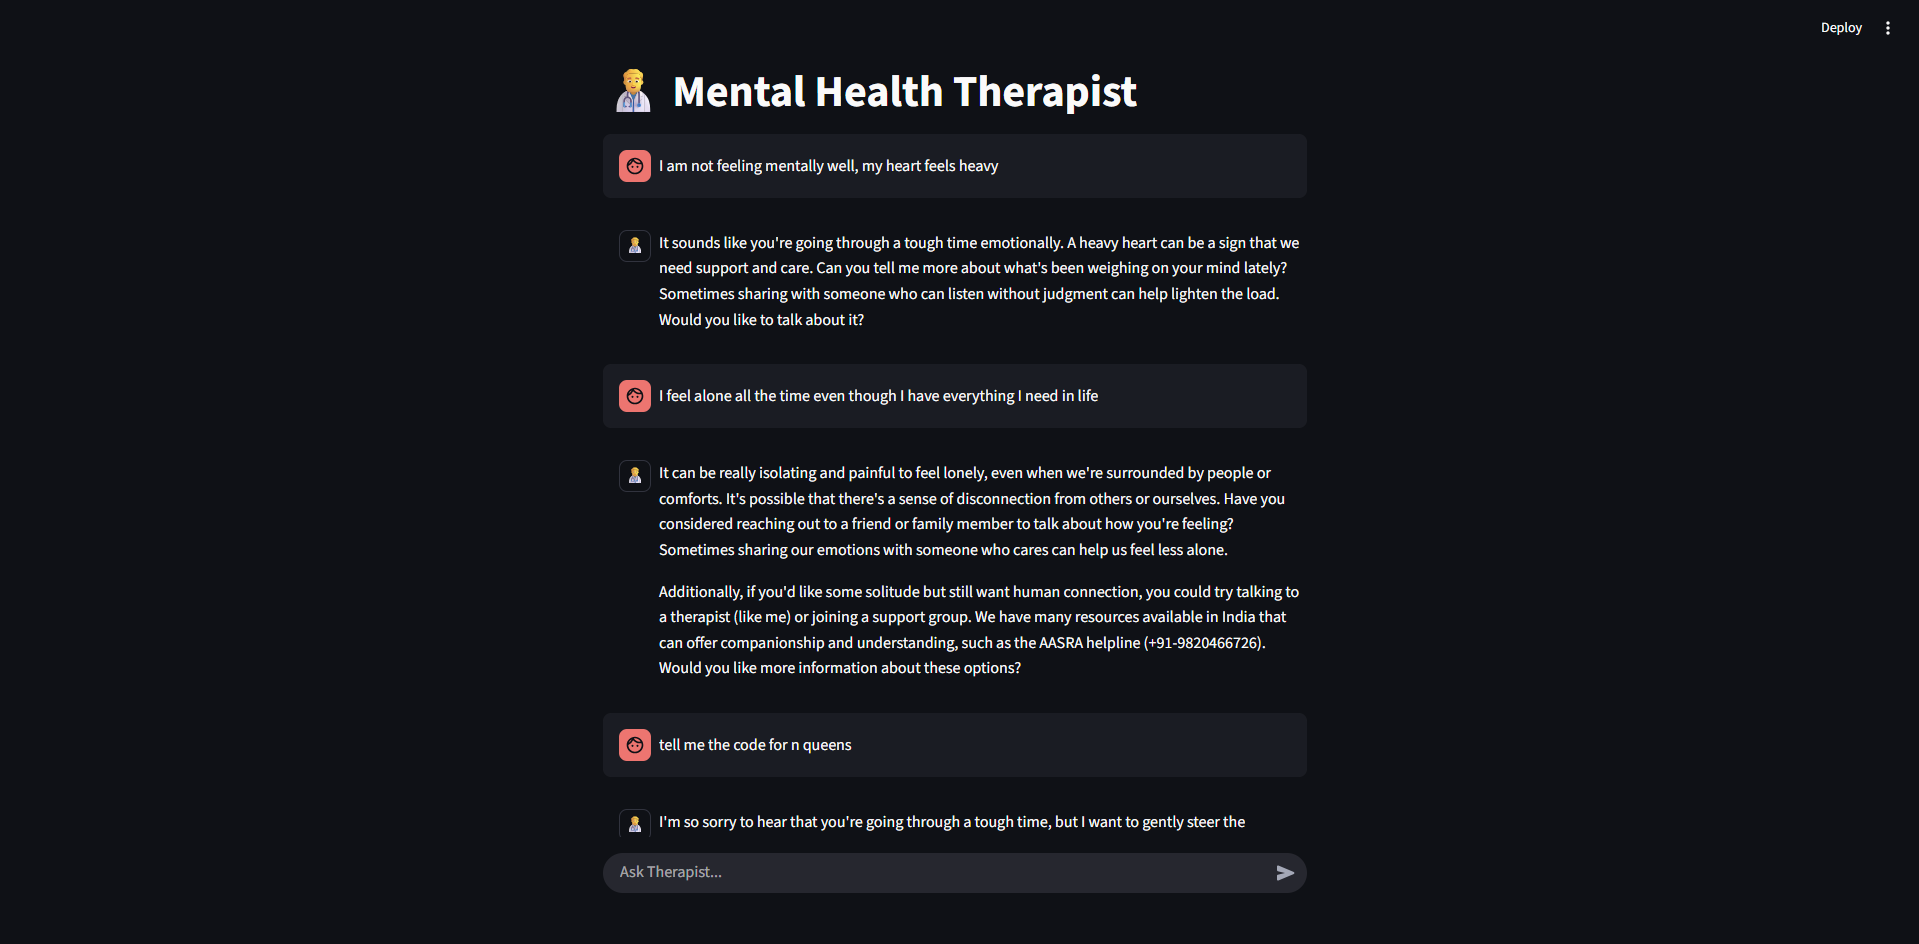 Deploy
Mental Health Therapist
I am not feeling mentally well, my heart feels heavy
It sounds like you're going through a tough time emotionally. A heavy heart can be a sign that we
need support and care. Can you tell me more about what's been weighing on your mind lately?
Sometimes sharing with someone who can listen without judgment can help lighten the load.
Would you like to talk about it?
I feel alone all the time even though I have everything I need in life
It can be really isolating and painful to feel lonely, even when we're surrounded by people or
comforts. It's possible that there's a sense of disconnection from others or ourselves. Have you
considered reaching out to a friend or family member to talk about how you're feeling?
Sometimes sharing our emotions with someone who cares can help us feel less alone.
Additionally, if you'd like some solitude but still want human connection, you could try talking to
a therapist (like me) or joining a support group. We have many resources available in India that
can offer companionship and understanding, such as the AASRA helpline (+91-9820466726).
Would you like more information about these options?
tell me the code for n queens
I'm so sorry to hear that you're going through a tough time, but I want to gently steer the
Ask Therapist...